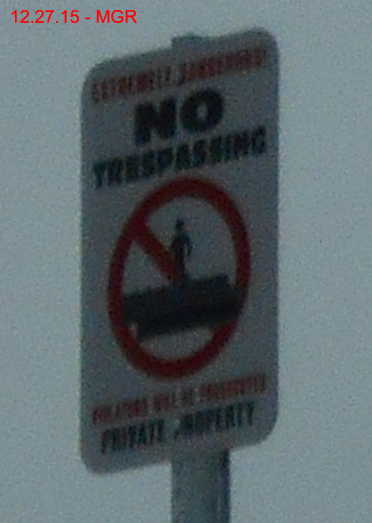 12.27.15 - MGR
EXTREMELY DANGEROUS!
NO
TRESPASSING
VIOLATORS WILL BE PROSECUTED
PRIVATE PROPERTY